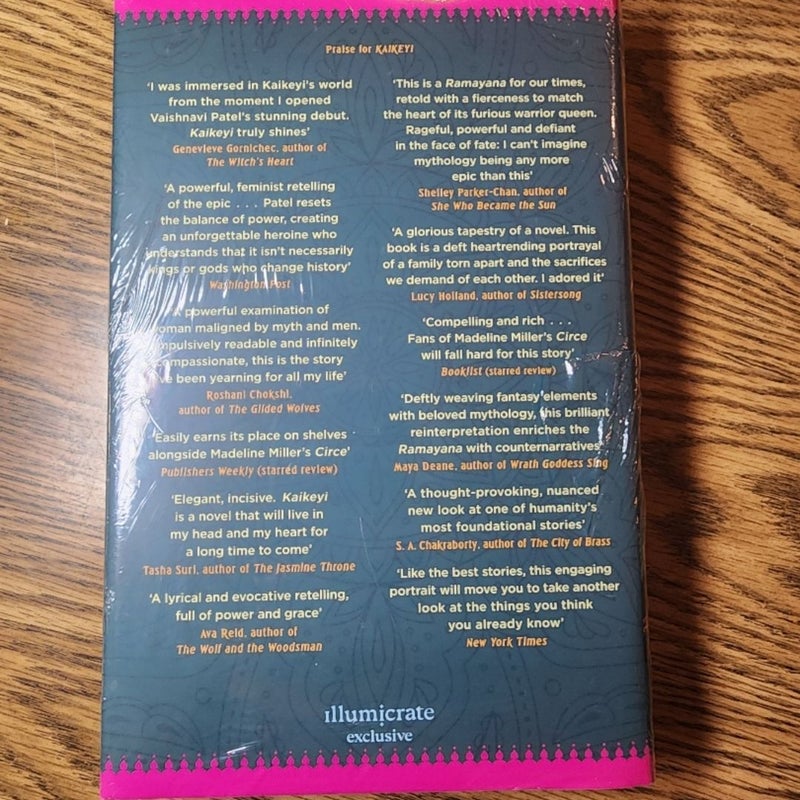 Praise for KAIKEYI
'I was immersed in Kaikeyi's world
from the moment I opened
Vaishnavi Patel's stunning debut.
Kaikeyi truly shines'
Genevieve Gornichec, author of
The Witch's Heart
'A powerful, feminist retelling
of the epic . . . Patel resets
the balance of power, creating
an unforgettable heroine who
understands that it isn't necessarily
kings or gods who change history'
Washington Post
'A powerful examination of
woman maligned by myth and men.
mpulsively readable and infinitely
compassionate, this is the story
've been yearning for all my life'
Roshani Chokshi,
author of The Gilded Wolves
'Easily earns its place on shelves
alongside Madeline Miller's Circe'
Publishers Weekly (starred review)
'Elegant, incisive. Kaikeyi
is a novel that will live in
my head and my heart for
a long time to come'
Tasha Suri, author of The Jasmine Throne
'A lyrical and evocative retelling,
full of power and grace'
Ava Reid, author of
The Wolf and the Woodsman
'This is a Ramayana for our times,
retold with a fierceness to match
the heart of its furious warrior queen.
Rageful, powerful and defiant
in the face of fate: I can't imagine
mythology being any more
epic than this'
Shelley Parker-Chan, author of
She Who Became the Sun
'A glorious tapestry of a novel. This
book is a deft heartrending portrayal
of a family torn apart and the sacrifices
we demand of each other. I adored it'
Lucy Holland, author of Sistersong
'Compelling and rich . . .
Fans of Madeline Miller's Circe
will fall hard for this story'
Booklist (starred review)
'Deftly weaving fantasy elements
with beloved mythology, this brilliant
reinterpretation enriches the
Ramayana with counternarratives'
Maya Deane, author of Wrath Goddess Sing
'A thought-provoking, nuanced
new look at one of humanity's
most foundational stories'
S. A. Chakraborty, author of The City of Brass
'Like the best stories, this engaging
portrait will move you to take another
look at the things you think
you already know'
New York Times
illumicrate
exclusive